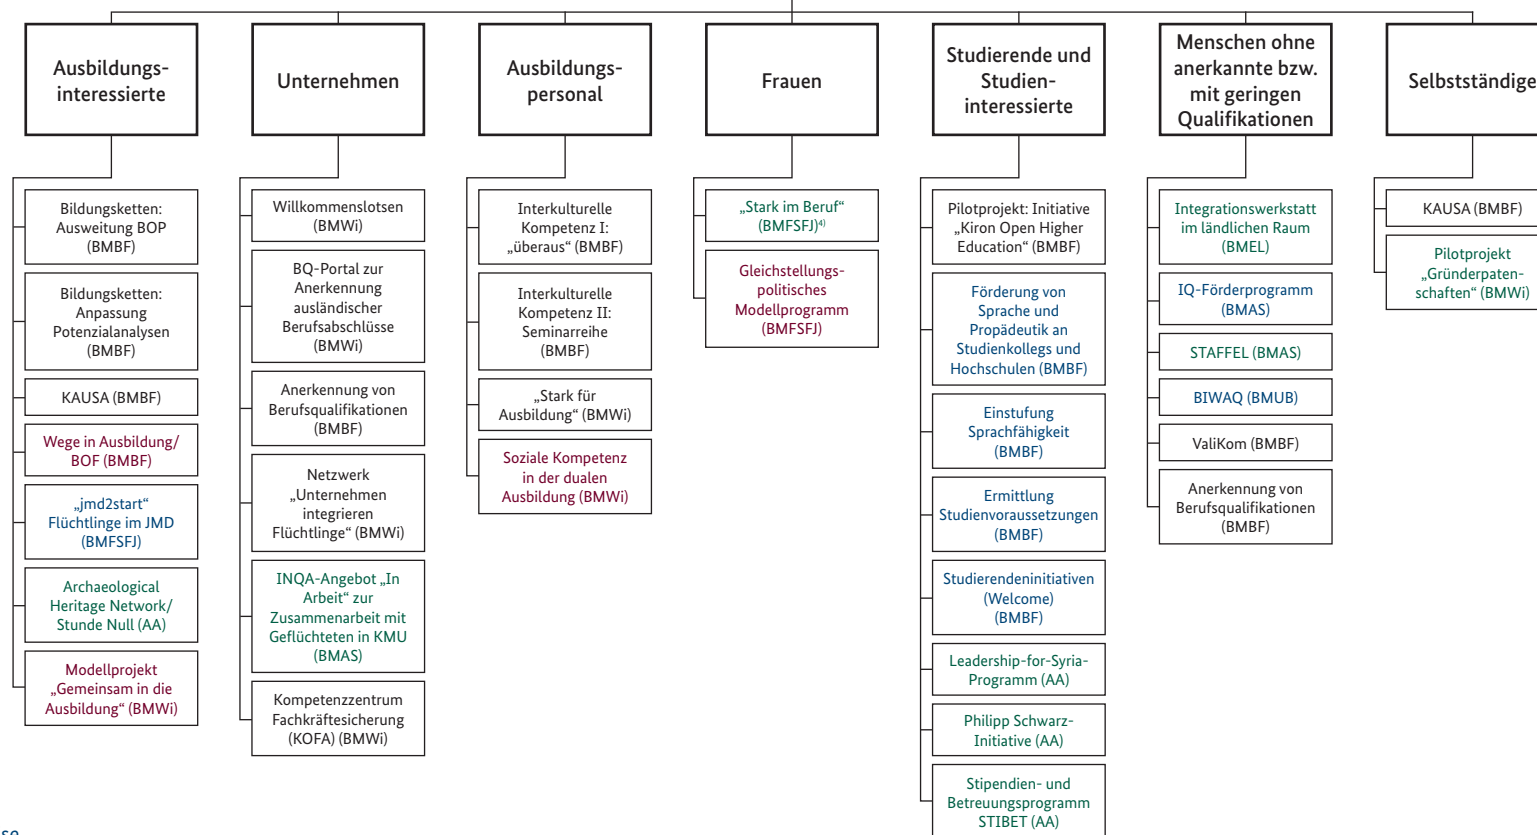 Ausbildungs-
interessierte
Bildungsketten:
Ausweitung BOP
(BMBF)
Bildungsketten:
Anpassung
Potenzialanalysen
(BMBF)
KAUSA (BMBF)
Wege in Ausbildung/
BOF (BMBF)
„jmd2start“
Flüchtlinge im JMD
(BMFSFJ)
Archaeological
Heritage Network/
Stunde Null (AA)
Modellprojekt
„Gemeinsam in die
Ausbildung“ (BMWi)
Unternehmen
Willkommenslotsen
(BMWi)
BQ-Portal zur
Anerkennung
ausländischer
Berufsabschlüsse
(BMWi)
Anerkennung von
Berufsqualifikationen
(BMBF)
Netzwerk
„Unternehmen
integrieren
Flüchtlinge“ (BMWi)
INQA-Angebot „In
Arbeit“ zur
Zusammenarbeit mit
Geflüchteten in KMU
(BMAS)
Kompetenzzentrum
Fachkräftesicherung
(KOFA) (BMWi)
Ausbildungs-
personal
Interkulturelle
Kompetenz I:
„überaus“ (BMBF)
Interkulturelle
Kompetenz II:
Seminarreihe
(BMBF)
„Stark für
Ausbildung“ (BMWi)
Soziale Kompetenz
in der dualen
Ausbildung (BMWi)
Frauen
„Stark im Beruf“
(BMFSFJ)⁴⁾
Gleichstellungs-
politisches
Modellprogramm
(BMFSFJ)
Studierende und
Studien-
interessierte
Pilotprojekt: Initiative
„Kiron Open Higher
Education“ (BMBF)
Förderung von
Sprache und
Propädeutik an
Studienkollegs und
Hochschulen (BMBF)
Einstufung
Sprachfähigkeit
(BMBF)
Ermittlung
Studienvoraussetzungen
(BMBF)
Studierendeninitiativen
(Welcome)
(BMBF)
Leadership-for-Syria-
Programm (AA)
Philipp Schwarz-
Initiative (AA)
Stipendien- und
Betreuungsprogramm
STIBET (AA)
Menschen ohne
anerkannte bzw.
mit geringen
Qualifikationen
Integrationswerkstatt
im ländlichen Raum
(BMEL)
IQ-Förderprogramm
(BMAS)
STAFFEL (BMAS)
BIWAQ (BMUB)
ValiKom (BMBF)
Anerkennung von
Berufsqualifikationen
(BMBF)
Selbstständige
KAUSA (BMBF)
Pilotprojekt
„Gründerpaten-
schaften“ (BMWi)